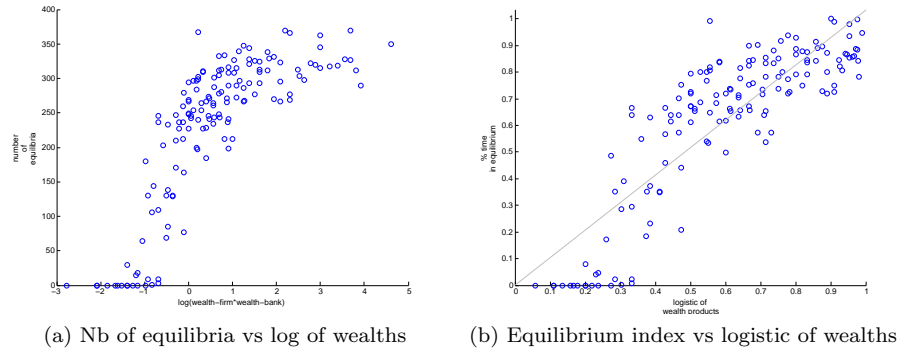 400
350
300
250
200
150
100
50
0
number
of
equilibria
−3 −2 −1 0 1 2 3 4 5
log(wealth−firm*wealth−bank)
(a) Nb of equilibria vs log of wealths
1
0.9
0.8
0.7
0.6
0.5
0.4
0.3
0.2
0.1
0
% time
in equilibrium
0 0.1 0.2 0.3 0.4 0.5 0.6 0.7 0.8 0.9 1
logistic of
wealth products
(b) Equilibrium index vs logistic of wealths